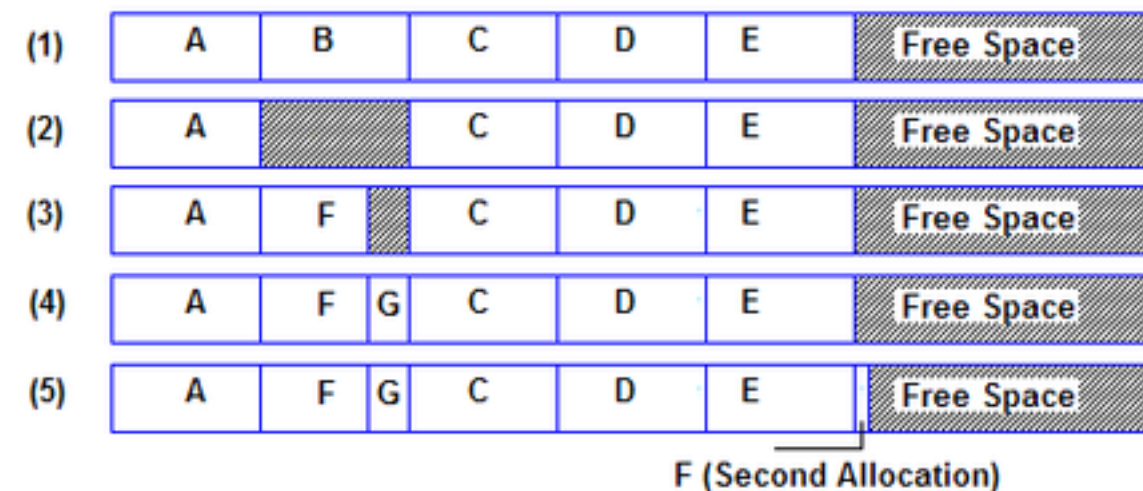 (1) A B C D E Free Space
(2) A C D E Free Space
(3) A F C D E Free Space
(4) A F G C D E Free Space
(5) A F G C D E Free Space
F (Second Allocation)